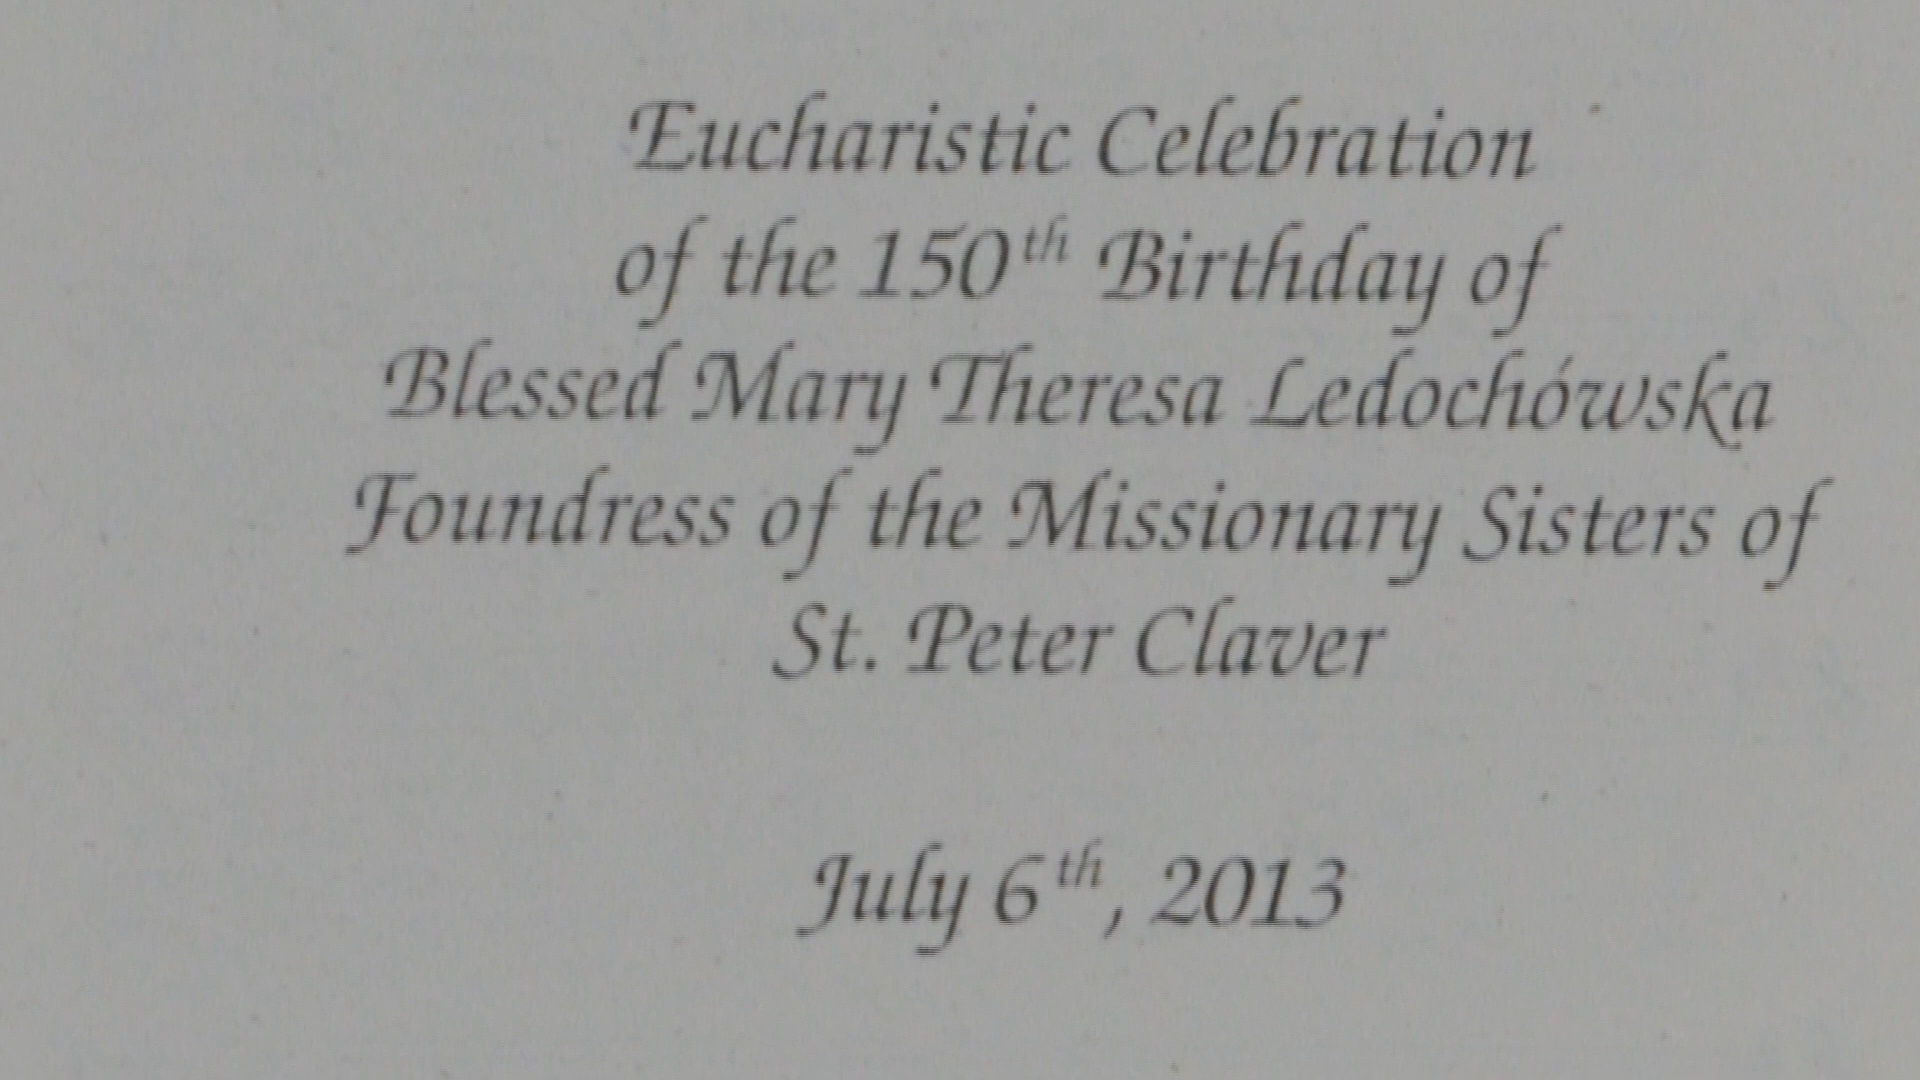 Eucharistic Celebration
of the 150th Birthday of
Blessed Mary Theresa Ledochówska
Foundress of the Missionary Sisters of
St. Peter Claver
July 6th, 2013